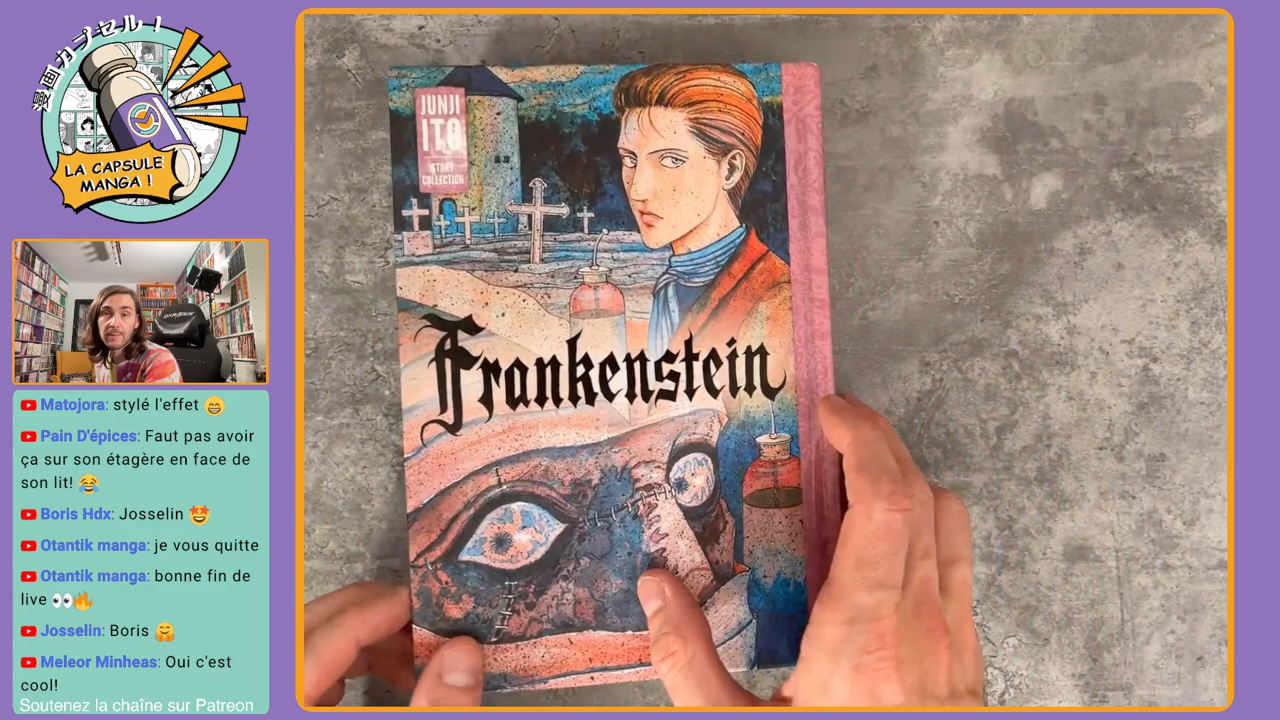 漫画カプセル！
LA CAPSULE
MANGA !
JUNJI
ITO
STORY
COLLECTION
Frankenstein
Matojora: stylé l'effet 😁
Pain D'épices: Faut pas avoir
ça sur son étagère en face de
son lit! 😂
Boris Hdx: Josselin 🤩
Otantik manga: je vous quitte
Otantik manga: bonne fin de
live 👀🔥
Josselin: Boris 🤗
Meleor Minheas: Oui c'est
cool!
Soutenez la chaîne sur Patreon